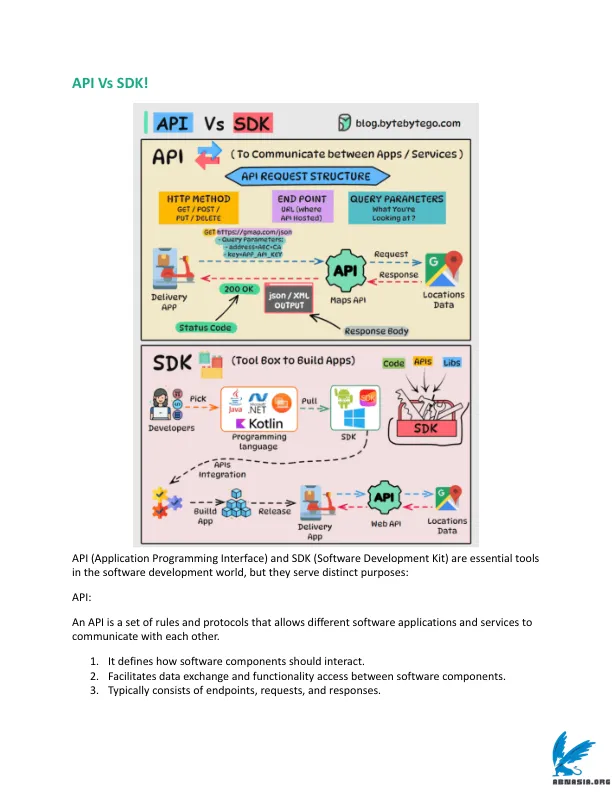 API Vs SDK!
API Vs SDK
blog.bytebytego.com
API
(To Communicate between Apps / Services)
API REQUEST STRUCTURE
HTTP METHOD
GET / POST /
PUT / DELETE
END POINT
URL (where
API Hosted)
QUERY PARAMETERS
What You're
Looking at ?
GET https://gmap.com/json
- Query Parameters:
- address=ABC+CA
- key=APP_API_KEY
Delivery
APP
API
Maps API
Request
Response
G
Locations
Data
200 OK
Status Code
json / XML
OUTPUT
Response Body
SDK
(Tool Box to Build Apps)
Code
APIs
Libs
Developers
Pick
Java
.NET
Kotlin
Programming
language
Pull
SDK
SDK
SDK
APIs
Integration
Builld
App
Release
Delivery
App
API
Web API
G
Locations
Data
API (Application Programming Interface) and SDK (Software Development Kit) are essential tools
in the software development world, but they serve distinct purposes:
API:
An API is a set of rules and protocols that allows different software applications and services to
communicate with each other.
1. It defines how software components should interact.
2. Facilitates data exchange and functionality access between software components.
3. Typically consists of endpoints, requests, and responses.
ABNASIA.ORG